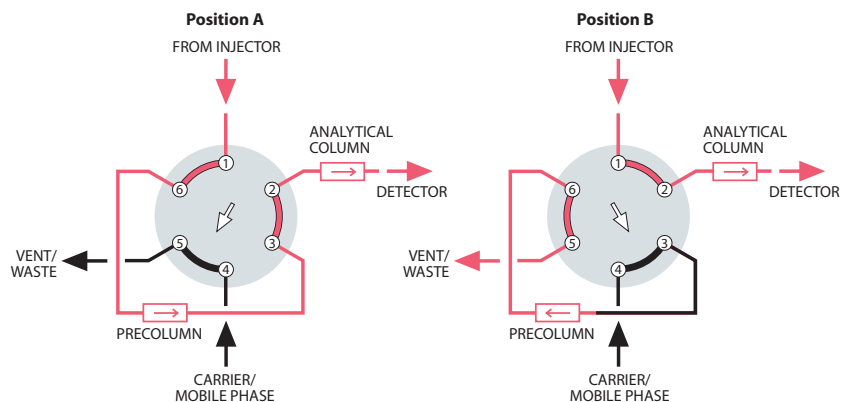 Position A
FROM INJECTOR
ANALYTICAL
COLUMN
DETECTOR
1
2
3
4
5
6
VENT/
WASTE
PRECOLUMN
CARRIER/
MOBILE PHASE
Position B
FROM INJECTOR
ANALYTICAL
COLUMN
DETECTOR
1
2
3
4
5
6
VENT/
WASTE
PRECOLUMN
CARRIER/
MOBILE PHASE